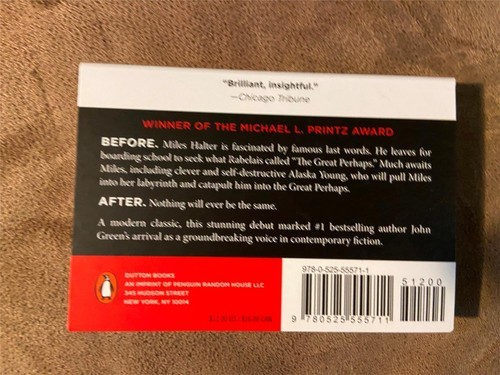 "Brilliant, insightful."
—Chicago Tribune
WINNER OF THE MICHAEL L. PRINTZ AWARD
BEFORE. Miles Halter is fascinated by famous last words. He leaves for
boarding school to seek what Rabelais called "The Great Perhaps." Much awaits
Miles, including clever and self-destructive Alaska Young, who will pull Miles
into her labyrinth and catapult him into the Great Perhaps.
AFTER. Nothing will ever be the same.
A modern classic, this stunning debut marked #1 bestselling author John
Green's arrival as a groundbreaking voice in contemporary fiction.
DUTTON BOOKS
AN IMPRINT OF PENGUIN RANDOM HOUSE LLC
345 HUDSON STREET
NEW YORK, NY 10014
978-0-525-55571-1
51200
9 780525 555711